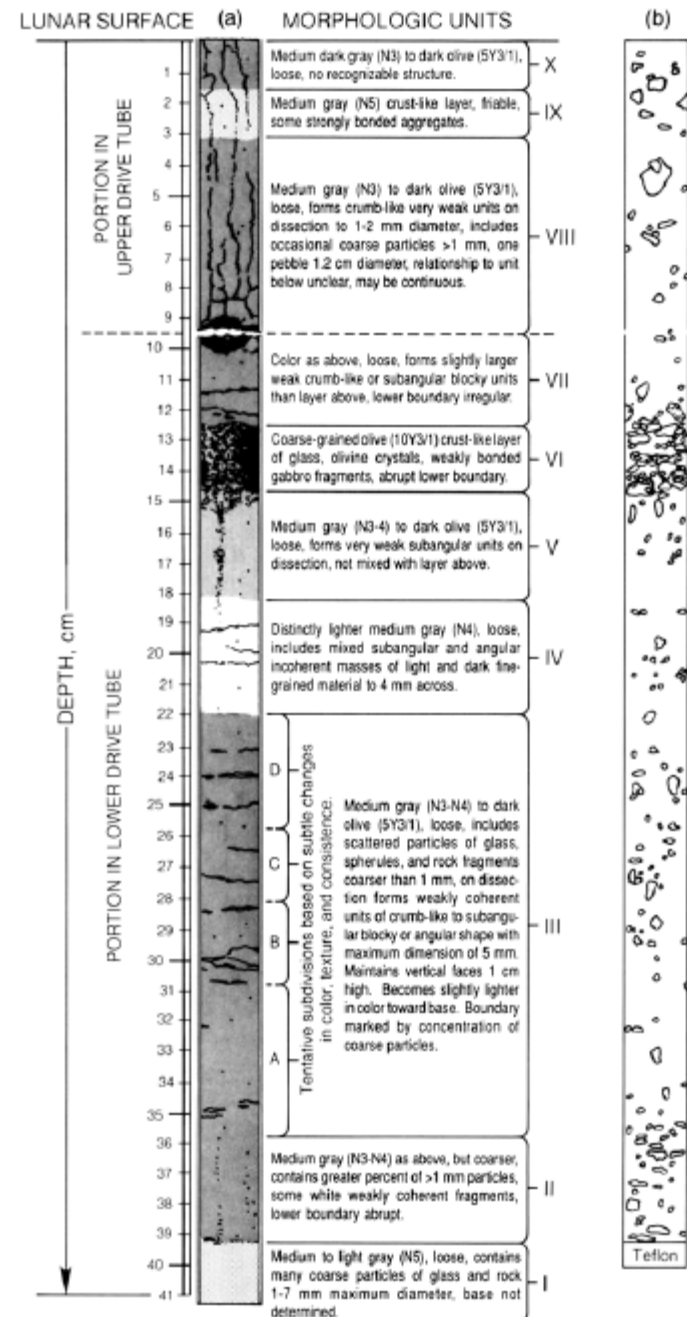 LUNAR SURFACE (a) MORPHOLOGIC UNITS (b)
Medium dark gray (N3) to dark olive (5Y3/1),
loose, no recognizable structure.
X
Medium gray (N5) crust-like layer, friable,
some strongly bonded aggregates.
IX
Medium gray (N3) to dark olive (5Y3/1),
loose, forms crumb-like very weak units on
dissection to 1-2 mm diameter, includes
occasional coarse particles >1 mm, one
pebble 1.2 cm diameter, relationship to unit
below unclear, may be continuous.
VIII
Color as above, loose, forms slightly larger
weak crumb-like or subangular blocky units
than layer above, lower boundary irregular.
VII
Coarse-grained olive (10Y3/1) crust-like layer
of glass, olivine crystals, weakly bonded
gabbro fragments, abrupt lower boundary.
VI
Medium gray (N3-4) to dark olive (5Y3/1),
loose, forms very weak subangular units on
dissection, not mixed with layer above.
V
Distinctly lighter medium gray (N4), loose,
includes mixed subangular and angular
incoherent masses of light and dark fine-
grained material to 4 mm across.
IV
D
C
B
A
Tentative subdivisions based on subtle changes
in color, texture, and consistence.
Medium gray (N3-N4) to dark
olive (5Y3/1), loose, includes
scattered particles of glass,
spherules, and rock fragments
coarser than 1 mm, on dissec-
tion forms weakly coherent
units of crumb-like to subangu-
lar blocky or angular shape with
maximum dimension of 5 mm.
Maintains vertical faces 1 cm
high. Becomes slightly lighter
in color toward base. Boundary
marked by concentration of
coarse particles.
III
Medium gray (N3-N4) as above, but coarser,
contains greater percent of >1 mm particles,
some white weakly coherent fragments,
lower boundary abrupt.
II
Medium to light gray (N5), loose, contains
many coarse particles of glass and rock
1-7 mm maximum diameter, base not
determined.
I
Teflon
DEPTH, cm
PORTION IN
UPPER DRIVE TUBE
PORTION IN LOWER DRIVE TUBE
1
2
3
4
5
6
7
8
9
10
11
12
13
14
15
16
17
18
19
20
21
22
23
24
25
26
27
28
29
30
31
32
33
34
35
36
37
38
39
40
41